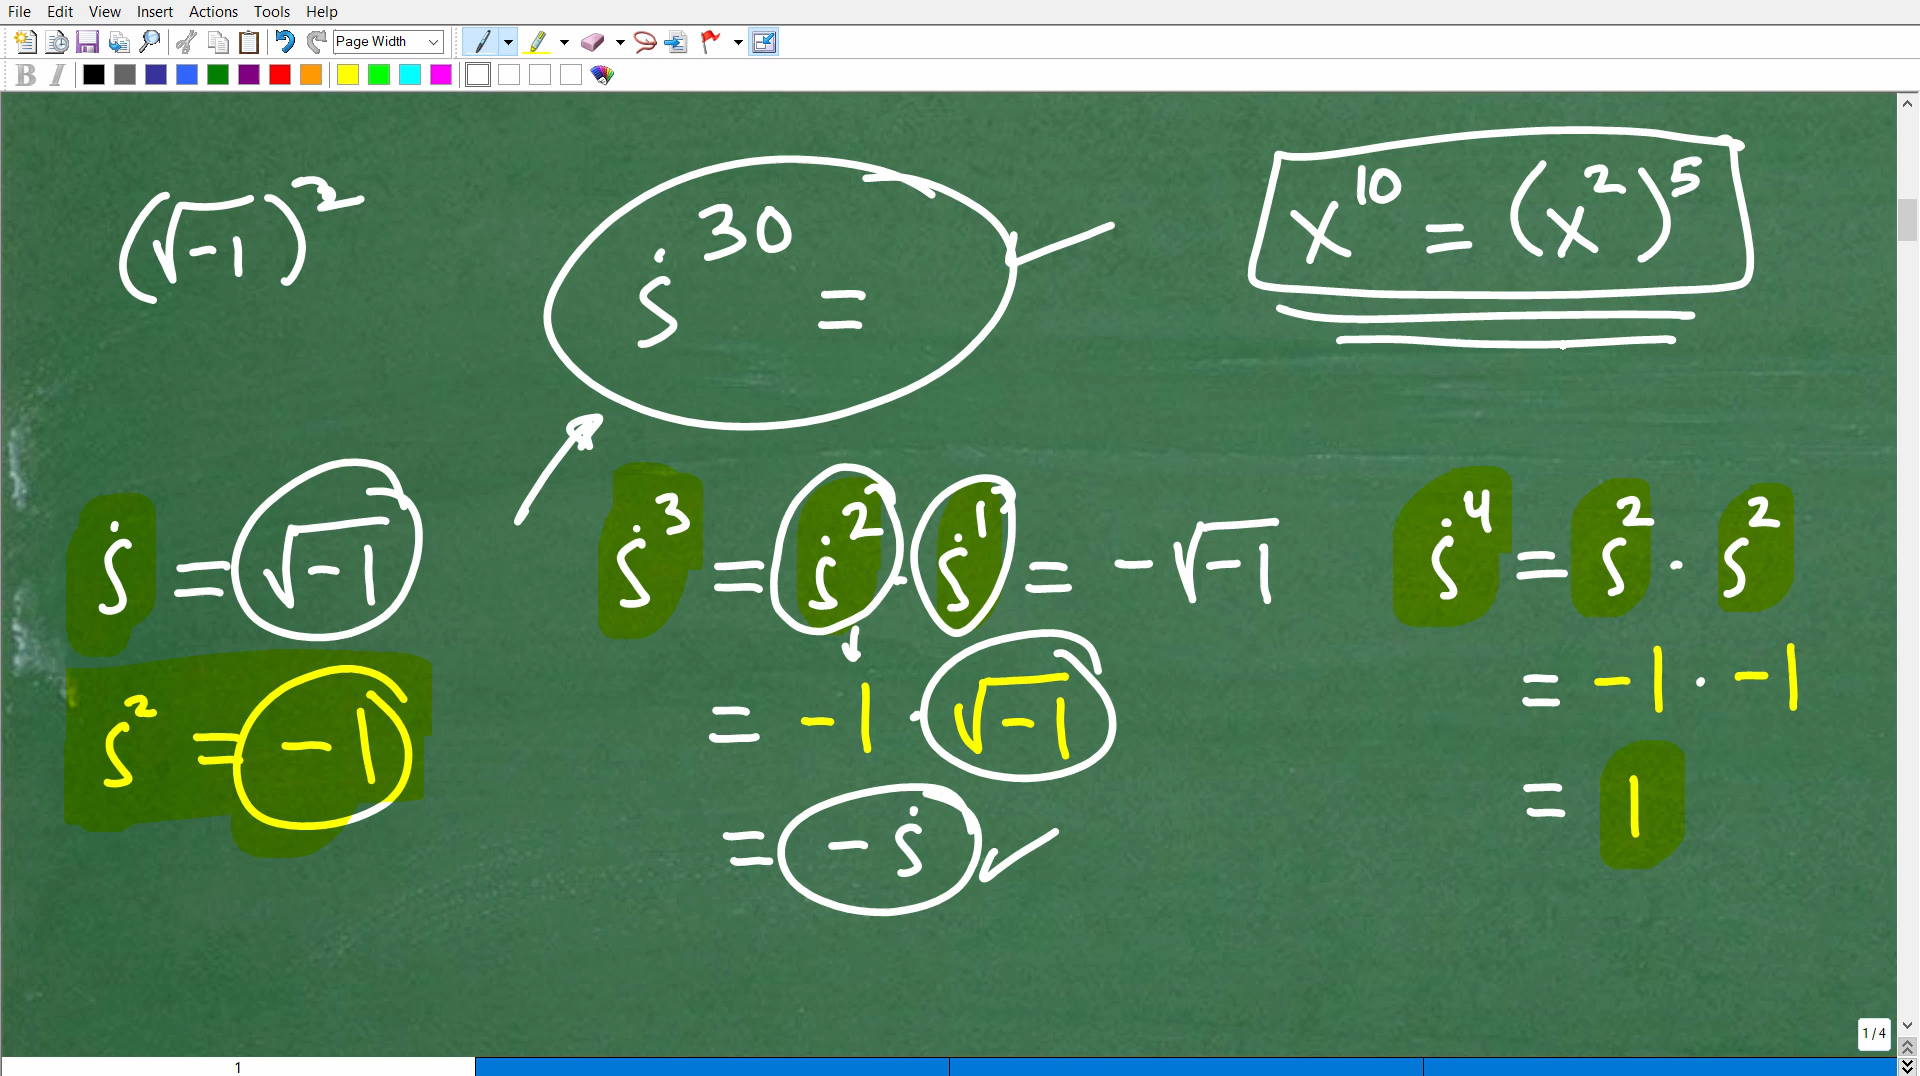 File Edit View Insert Actions Tools Help
Page Width
B I
(√-1)²
i³⁰ =
x¹⁰ = (x²)⁵
i = √-1
i² = -1
i³ = i² · i¹ = -√-1
= -1 · √-1
= -i
i⁴ = i² · i²
= -1 · -1
= 1
1/4
1